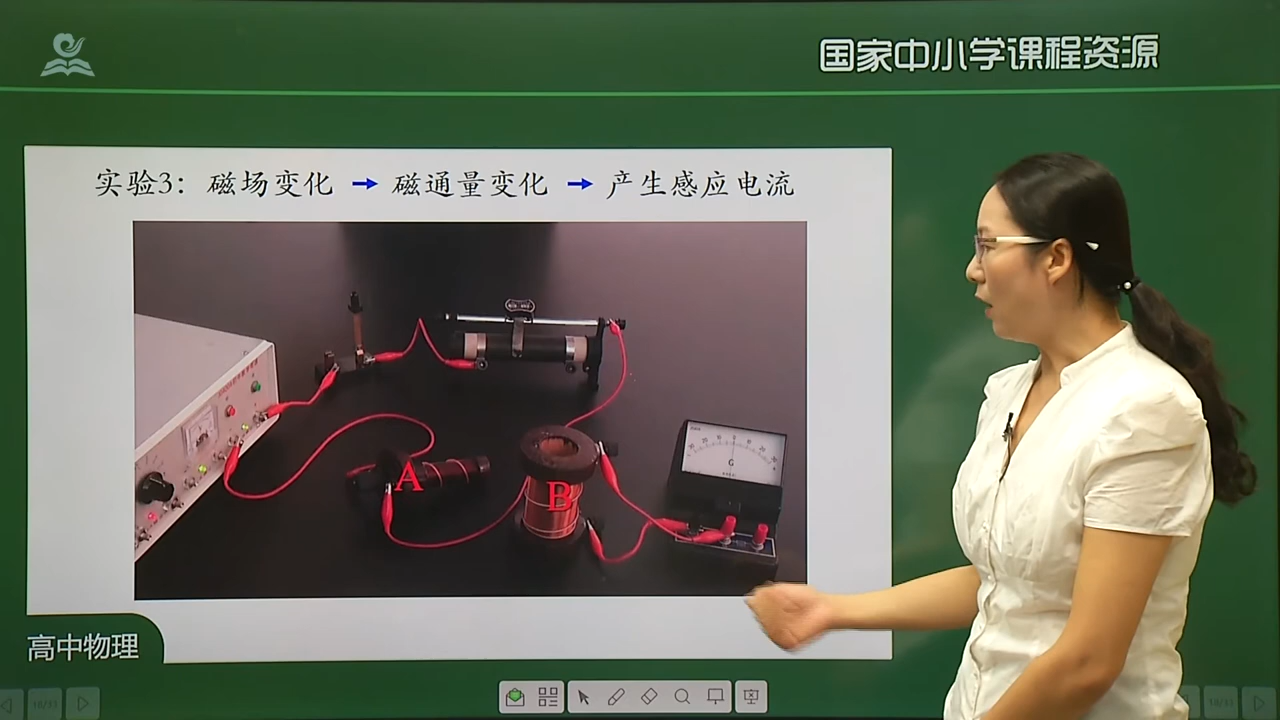 国家中小学课程资源
实验3：磁场变化 → 磁通量变化 → 产生感应电流
A
B
G
高中物理